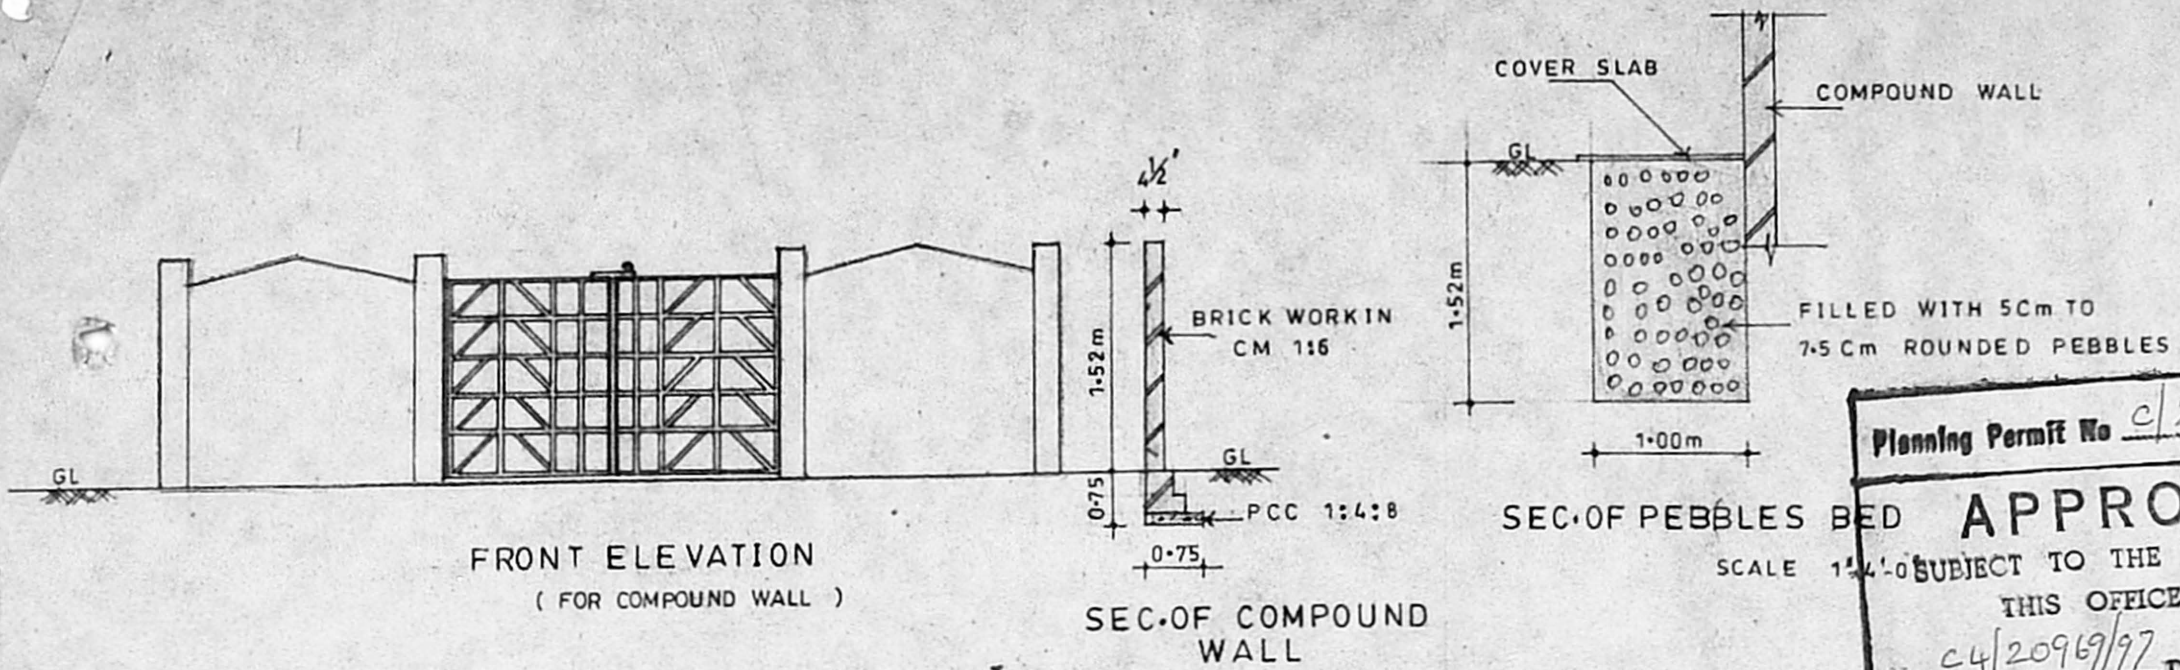 GL
FRONT ELEVATION
( FOR COMPOUND WALL )
4½'
1·52m
0·75
BRICK WORKIN
CM 1:6
GL
PCC 1:4:8
0·75
SEC·OF COMPOUND
WALL
COVER SLAB
COMPOUND WALL
GL
1·52m
FILLED WITH 5Cm TO
7·5 Cm ROUNDED PEBBLES
1·00m
SEC·OF PEBBLES BED
SCALE
Planning Permit No C/
APPRO
SUBJECT TO THE
THIS OFFICE
C4/20969/97